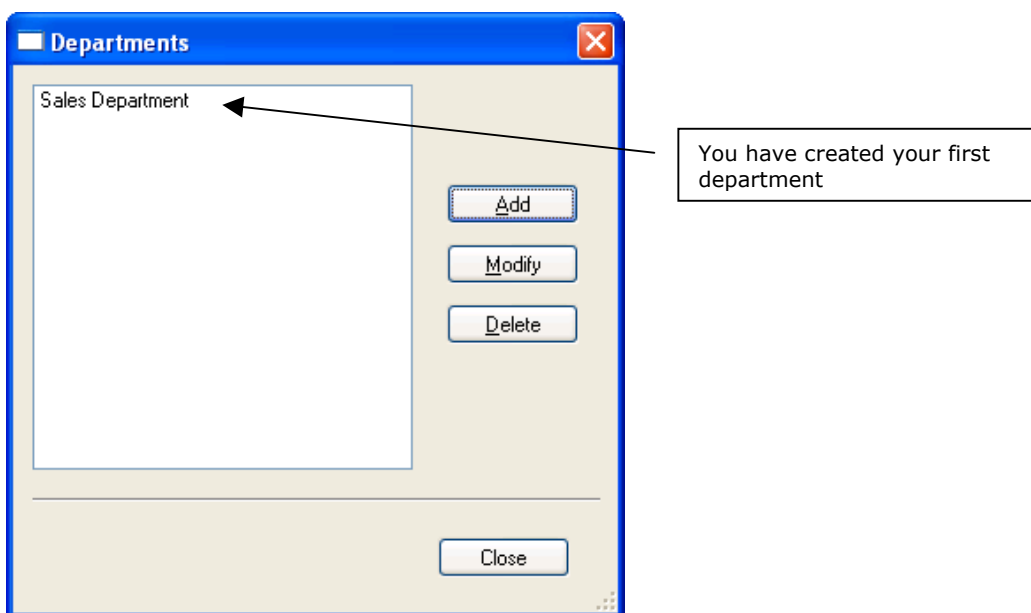 Departments
Sales Department
You have created your first
department
Add
Modify
Delete
Close